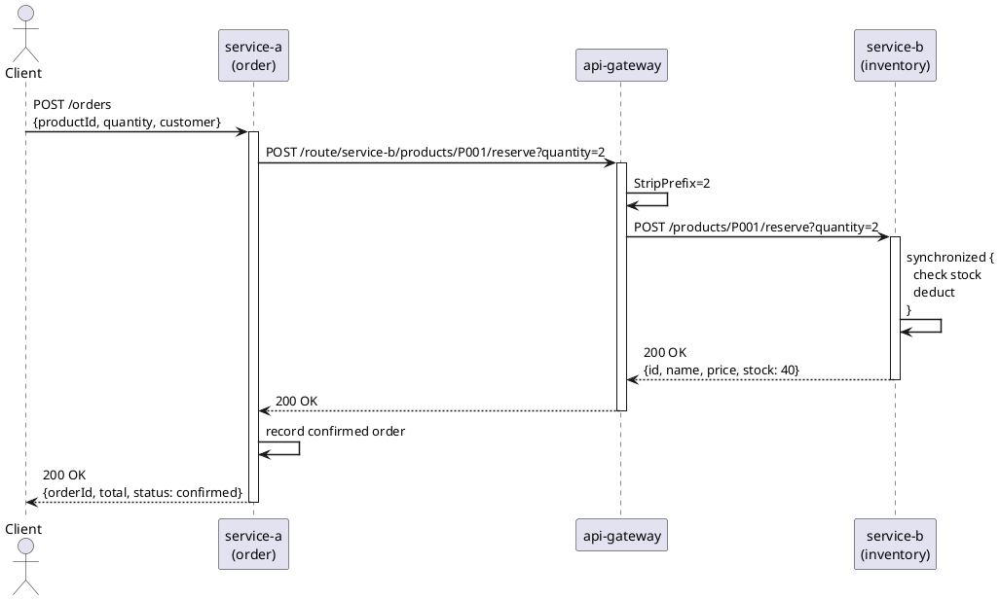 Client
service-a
(order)
api-gateway
service-b
(inventory)
POST /orders
{productId, quantity, customer}
POST /route/service-b/products/P001/reserve?quantity=2
StripPrefix=2
POST /products/P001/reserve?quantity=2
synchronized {
  check stock
  deduct
}
200 OK
{id, name, price, stock: 40}
200 OK
record confirmed order
200 OK
{orderId, total, status: confirmed}
Client
service-a
(order)
api-gateway
service-b
(inventory)